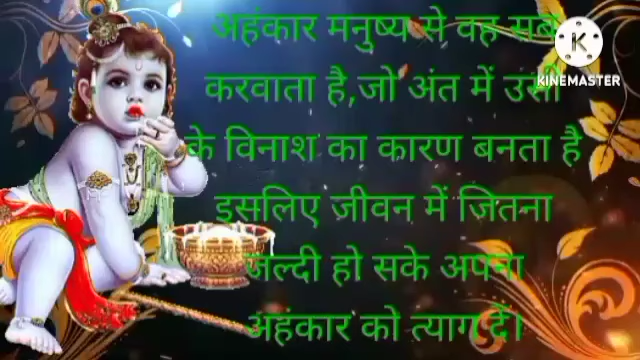 अहंकार मनुष्य से वह सब
करवाता है,जो अंत में उसी
के विनाश का कारण बनता है
इसलिए जीवन में जितना
जल्दी हो सके अपना
अहंकार को त्याग दें।
K
KINEMASTER